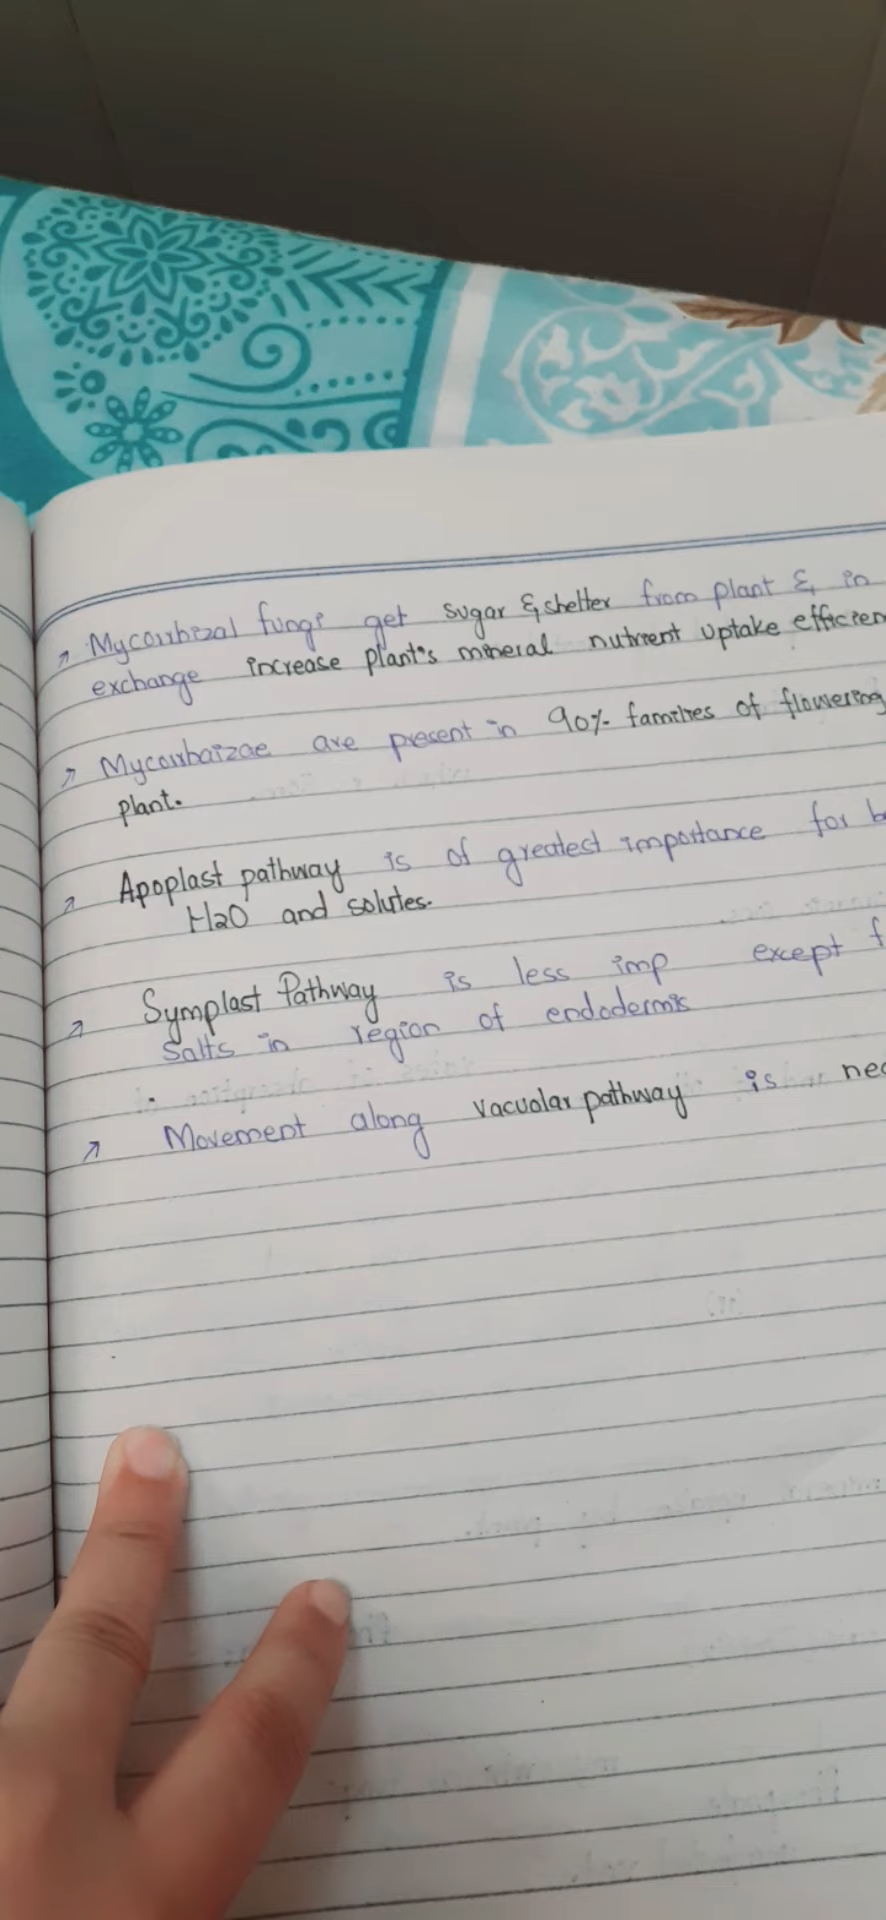 Mycorrhizal fungi get sugar & shelter from plant & in
exchange increase plant's mineral nutrient uptake efficien
Mycorrhaizae are present in 90% families of flowering
plant.
Apoplast pathway is of greatest importance for b
H2O and solutes.
Symplast Pathway is less imp except f
salts in region of endodermis
Movement along vacuolar pathway is neg